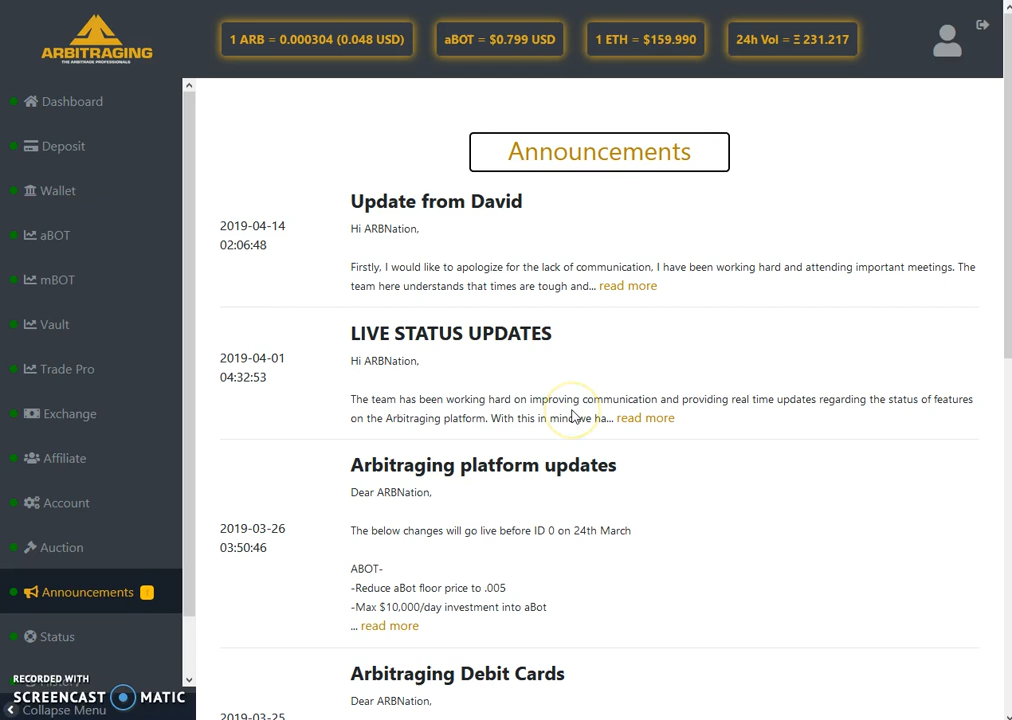 ARBITRAGING
THE ARBITRAGE PROFESSIONALS
1 ARB = 0.000304 (0.048 USD)
aBOT = $0.799 USD
1 ETH = $159.990
24h Vol = Ξ 231.217
Dashboard
Deposit
Wallet
aBOT
mBOT
Vault
Trade Pro
Exchange
Affiliate
Account
Auction
Announcements
Status
Collapse Menu
RECORDED WITH
SCREENCAST MATIC
Announcements
Update from David
2019-04-14
02:06:48
Hi ARBNation,
Firstly, I would like to apologize for the lack of communication, I have been working hard and attending important meetings. The
team here understands that times are tough and... read more
LIVE STATUS UPDATES
2019-04-01
04:32:53
Hi ARBNation,
The team has been working hard on improving communication and providing real time updates regarding the status of features
on the Arbitraging platform. With this in mind we ha... read more
Arbitraging platform updates
2019-03-26
03:50:46
Dear ARBNation,
The below changes will go live before ID 0 on 24th March
ABOT-
-Reduce aBot floor price to .005
-Max $10,000/day investment into aBot
... read more
Arbitraging Debit Cards
2019-03-25
Dear ARBNation,